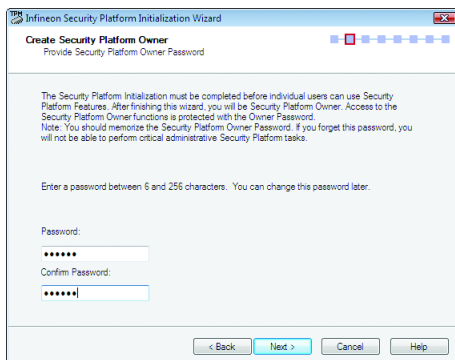 TPM
Infineon Security Platform Initialization Wizard
Create Security Platform Owner
Provide Security Platform Owner Password
The Security Platform Initialization must be completed before individual users can use Security
Platform Features. After finishing this wizard, you will be Security Platform Owner. Access to the
Security Platform Owner functions is protected with the Owner Password.
Note: You should memorize the Security Platform Owner Password. If you forget this password, you
will not be able to perform critical administrative Security Platform tasks.
Enter a password between 6 and 256 characters. You can change this password later.
Password:
••••••
Confirm Password:
••••••
< Back
Next >
Cancel
Help